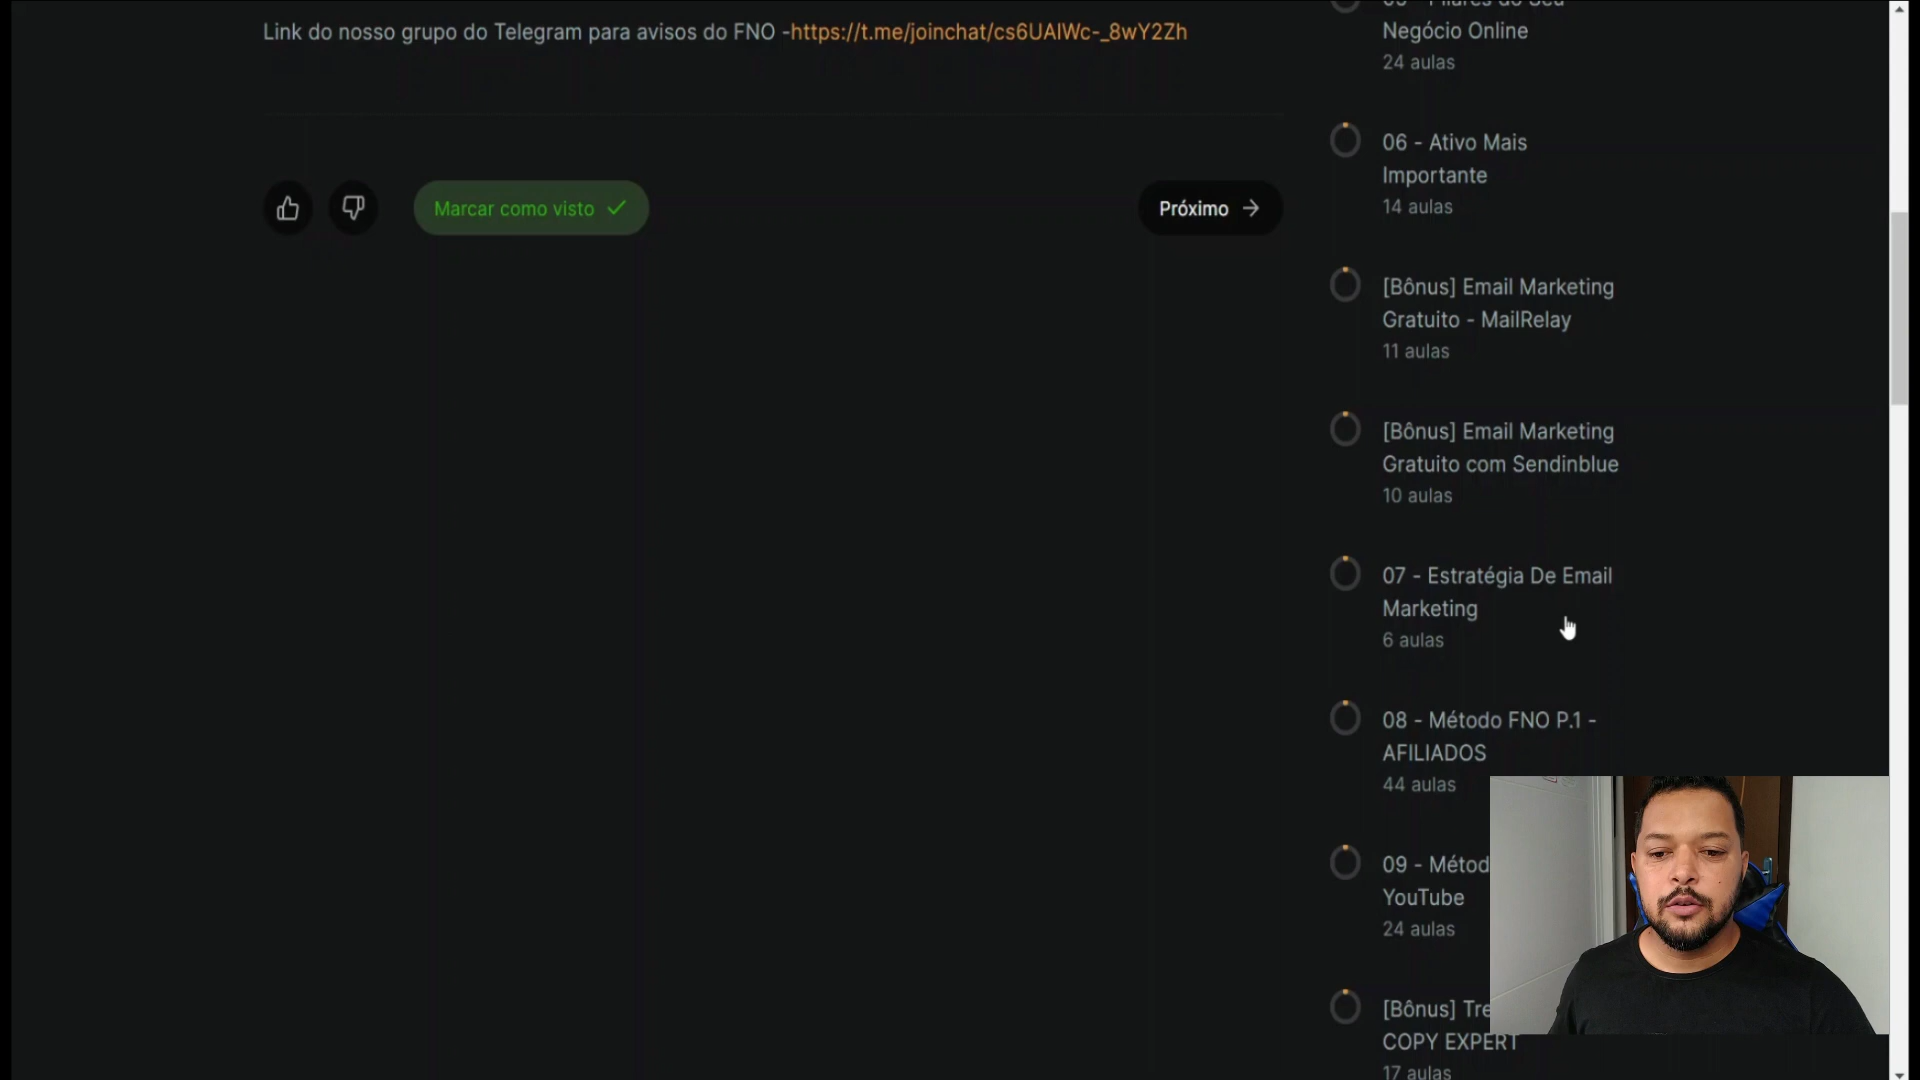 Link do nosso grupo do Telegram para avisos do FNO -https://t.me/joinchat/cs6UAlWc-_8wY2Zh
Marcar como visto
Próximo
Negócio Online
24 aulas
06 - Ativo Mais
Importante
14 aulas
[Bônus] Email Marketing
Gratuito - MailRelay
11 aulas
[Bônus] Email Marketing
Gratuito com Sendinblue
10 aulas
07 - Estratégia De Email
Marketing
6 aulas
08 - Método FNO P.1 -
AFILIADOS
44 aulas
09 - Métod
YouTube
24 aulas
[Bônus] Tre
COPY EXPERT
17 aulas